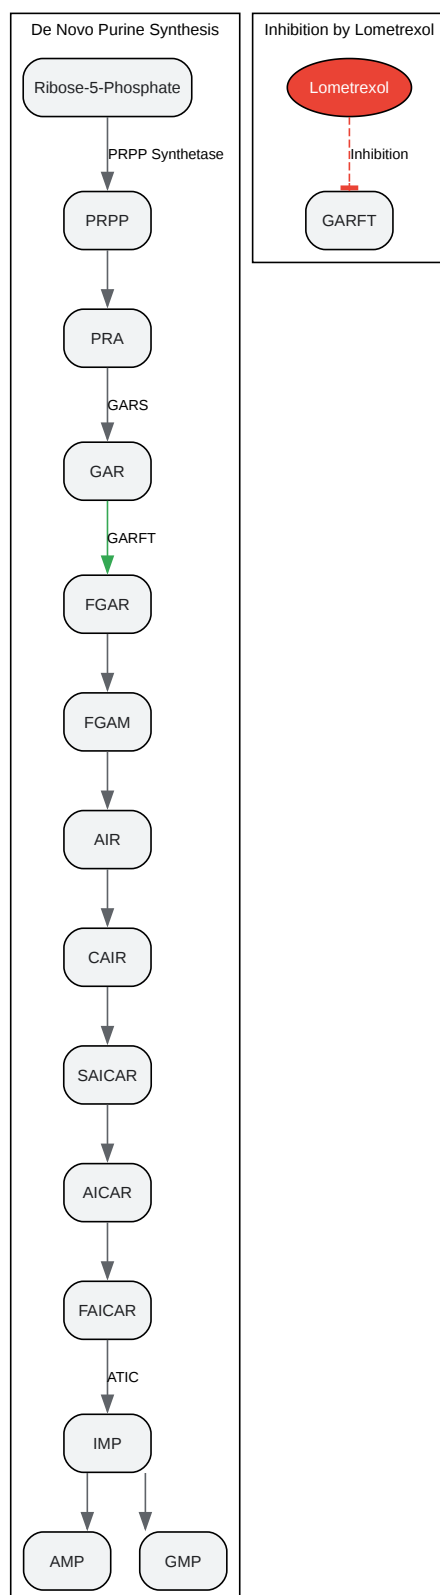 De Novo Purine Synthesis
Ribose-5-Phosphate
PRPP Synthetase
PRPP
PRA
GARS
GAR
GARFT
FGAR
FGAM
AIR
CAIR
SAICAR
AICAR
FAICAR
ATIC
IMP
AMP
GMP
Inhibition by Lometrexol
Lometrexol
Inhibition
GARFT